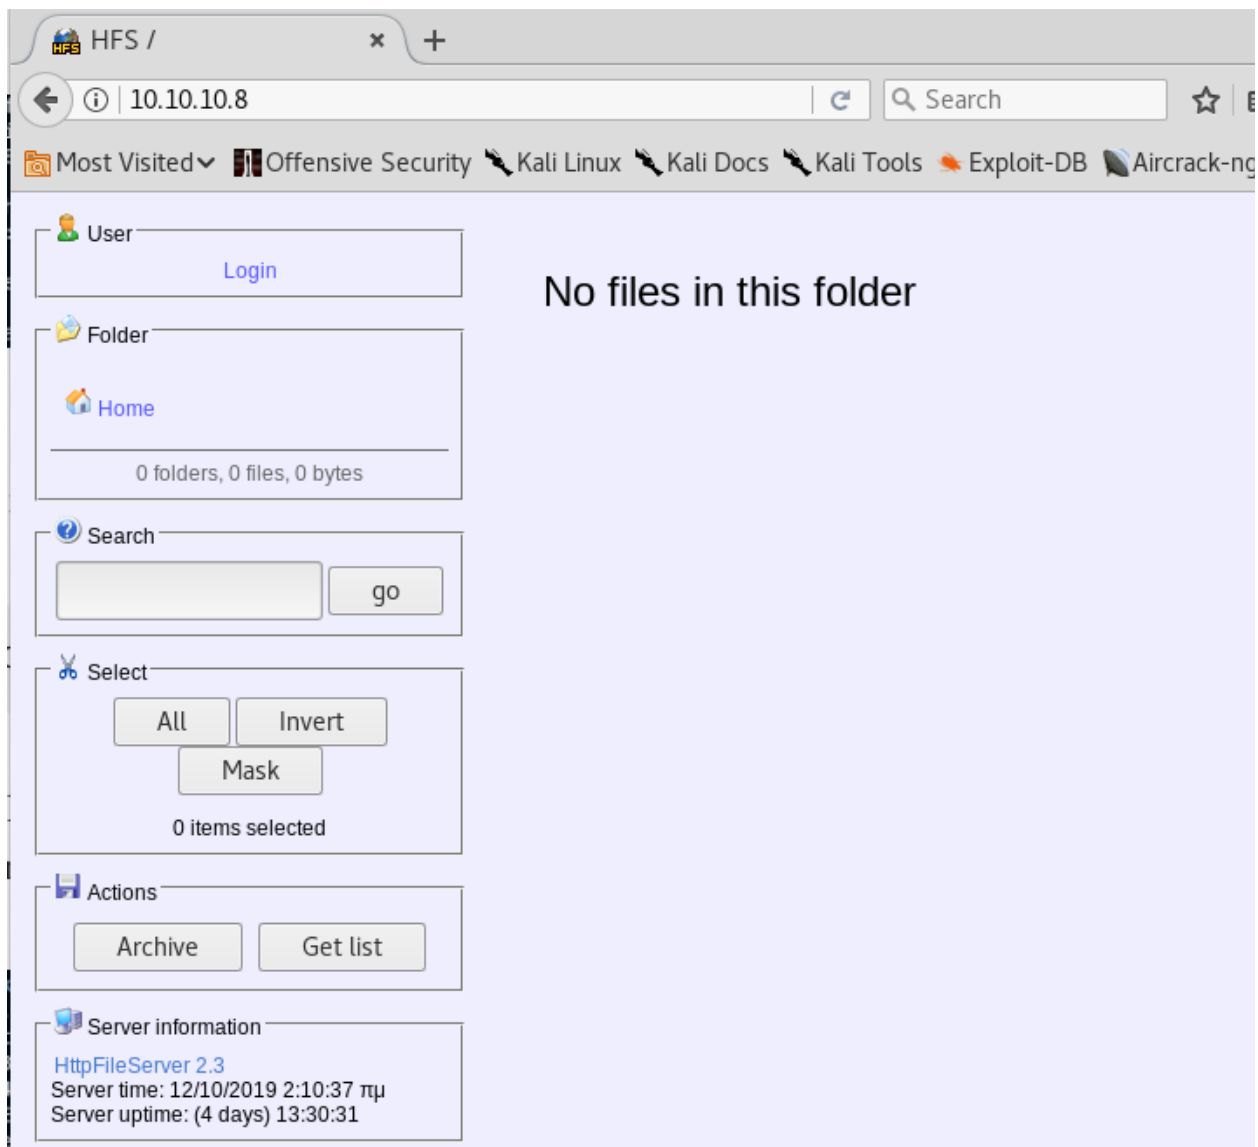 HFS /
10.10.10.8
Search
Most Visited Offensive Security Kali Linux Kali Docs Kali Tools Exploit-DB Aircrack-ng
User
Login
No files in this folder
Folder
Home
0 folders, 0 files, 0 bytes
Search
go
Select
All Invert
Mask
0 items selected
Actions
Archive Get list
Server information
HttpFileServer 2.3
Server time: 12/10/2019 2:10:37 πμ
Server uptime: (4 days) 13:30:31